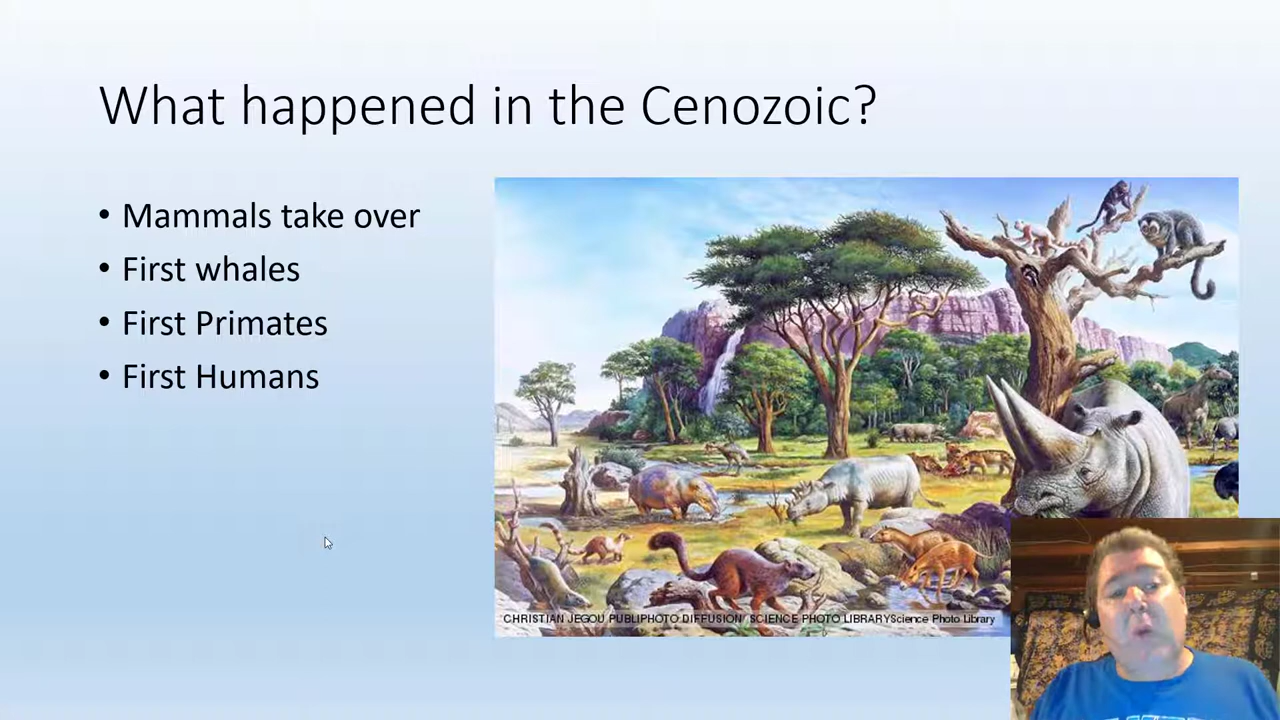 What happened in the Cenozoic?
• Mammals take over
• First whales
• First Primates
• First Humans
CHRISTIAN JEGOU PUBLIPHOTO DIFFUSION/ SCIENCE PHOTO LIBRARYScience Photo Library